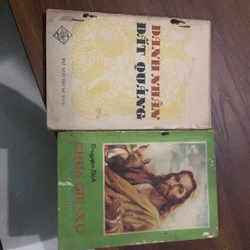 DANH NHÂN
ĐẤT QUẢNG
Truyện Tích
CHÚA GIÊ-XU